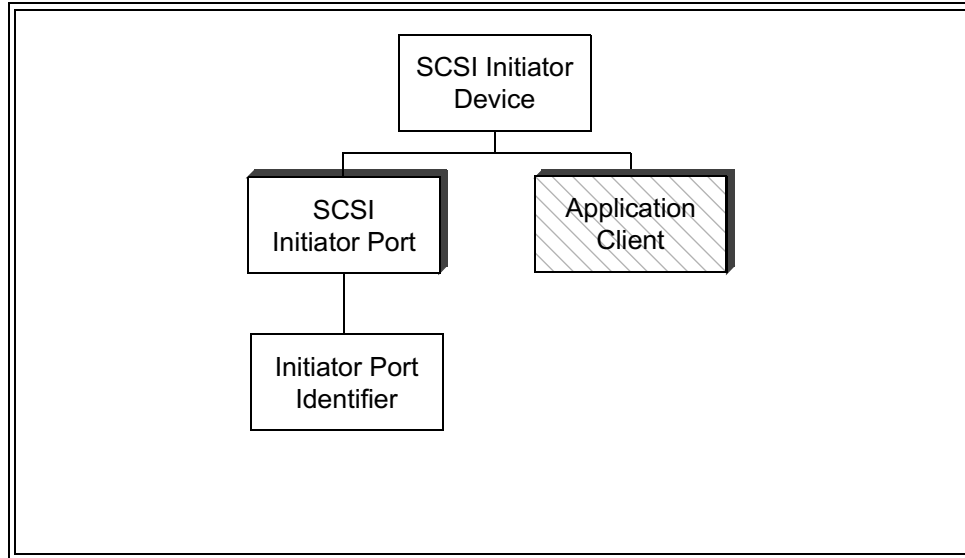 SCSI Initiator
Device
SCSI
Initiator Port
Application
Client
Initiator Port
Identifier